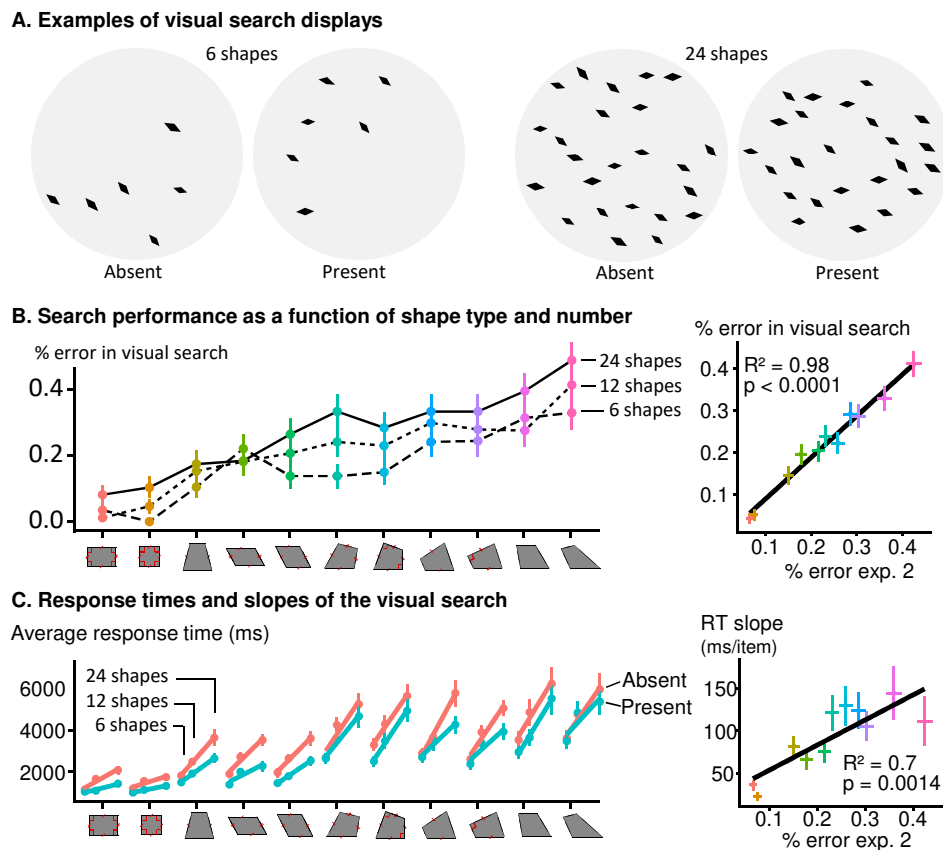 A. Examples of visual search displays
6 shapes
24 shapes
Absent
Present
Absent
Present
B. Search performance as a function of shape type and number
% error in visual search
0.4
0.2
0.0
24 shapes
12 shapes
6 shapes
% error in visual search
R² = 0.98
p < 0.0001
0.4
0.3
0.2
0.1
0.1 0.2 0.3 0.4
% error exp. 2
C. Response times and slopes of the visual search
Average response time (ms)
24 shapes
12 shapes
6 shapes
6000
4000
2000
Absent
Present
RT slope
(ms/item)
150
100
50
R² = 0.7
p = 0.0014
0.1 0.2 0.3 0.4
% error exp. 2